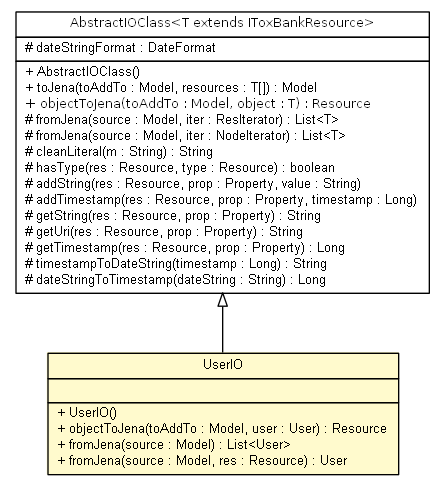 AbstractIOClass<T extends IToxBankResource>
# dateStringFormat : DateFormat
+ AbstractIOClass()
+ toJena(toAddTo : Model, resources : T[]) : Model
+ objectToJena(toAddTo : Model, object : T) : Resource
# fromJena(source : Model, iter : ResIterator) : List<T>
# fromJena(source : Model, iter : NodeIterator) : List<T>
# cleanLiteral(m : String) : String
# hasType(res : Resource, type : Resource) : boolean
# addString(res : Resource, prop : Property, value : String)
# addTimestamp(res : Resource, prop : Property, timestamp : Long)
# getString(res : Resource, prop : Property) : String
# getUri(res : Resource, prop : Property) : String
# getTimestamp(res : Resource, prop : Property) : Long
# timestampToDateString(timestamp : Long) : String
# dateStringToTimestamp(dateString : String) : Long
UserIO
+ UserIO()
+ objectToJena(toAddTo : Model, user : User) : Resource
+ fromJena(source : Model) : List<User>
+ fromJena(source : Model, res : Resource) : User